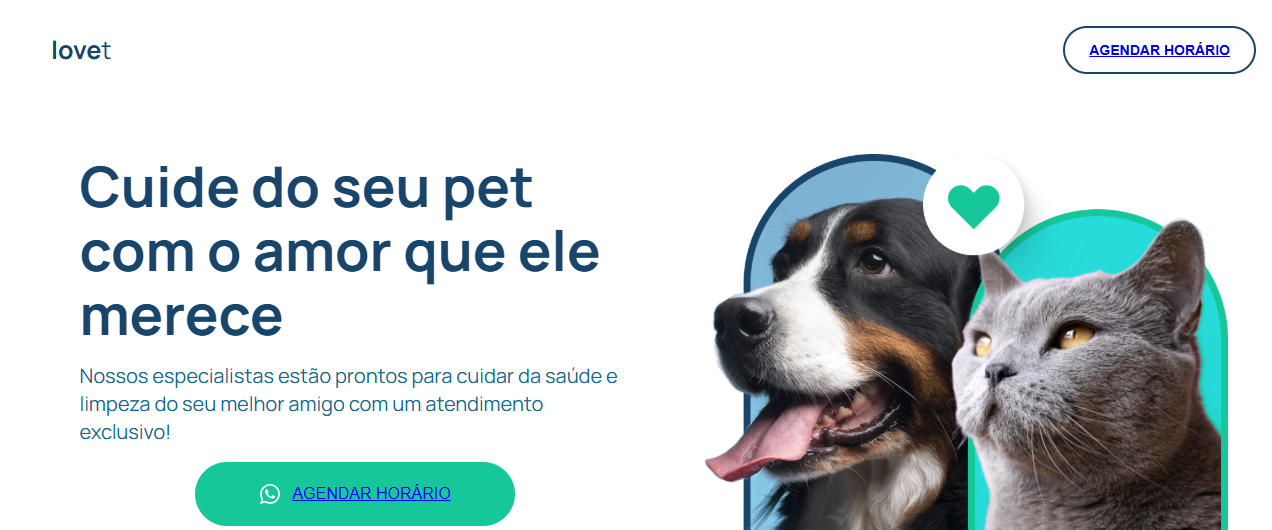 lovet
AGENDAR HORÁRIO
Cuide do seu pet
com o amor que ele
merece
Nossos especialistas estão prontos para cuidar da saúde e
limpeza do seu melhor amigo com um atendimento
exclusivo!
AGENDAR HORÁRIO